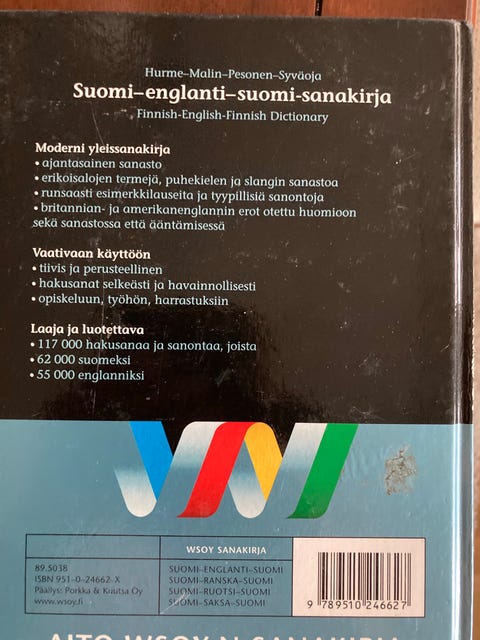 Hurme–Malin–Pesonen–Syväoja
Suomi–englanti–suomi-sanakirja
Finnish-English-Finnish Dictionary
Moderni yleissanakirja
• ajantasainen sanasto
• erikoisalojen termejä, puhekielen ja slangin sanastoa
• runsaasti esimerkkilauseita ja tyypillisiä sanontoja
• britannian- ja amerikanenglannin erot otettu huomioon
sekä sanastossa että ääntämisessä
Vaativaan käyttöön
• tiivis ja perusteellinen
• hakusanat selkeästi ja havainnollisesti
• opiskeluun, työhön, harrastuksiin
Laaja ja luotettava
• 117 000 hakusanaa ja sanontaa, joista
• 62 000 suomeksi
• 55 000 englanniksi
WSOY SANAKIRJA
89.5038
ISBN 951–0–24662–X
Päällys: Porkka & Kuutsa Oy
www.wsoy.fi
SUOMI–ENGLANTI–SUOMI
SUOMI–RANSKA–SUOMI
SUOMI–RUOTSI–SUOMI
SUOMI–SAKSA–SUOMI
9 789510 246627
AITO WSOY:N SANAKIRJA